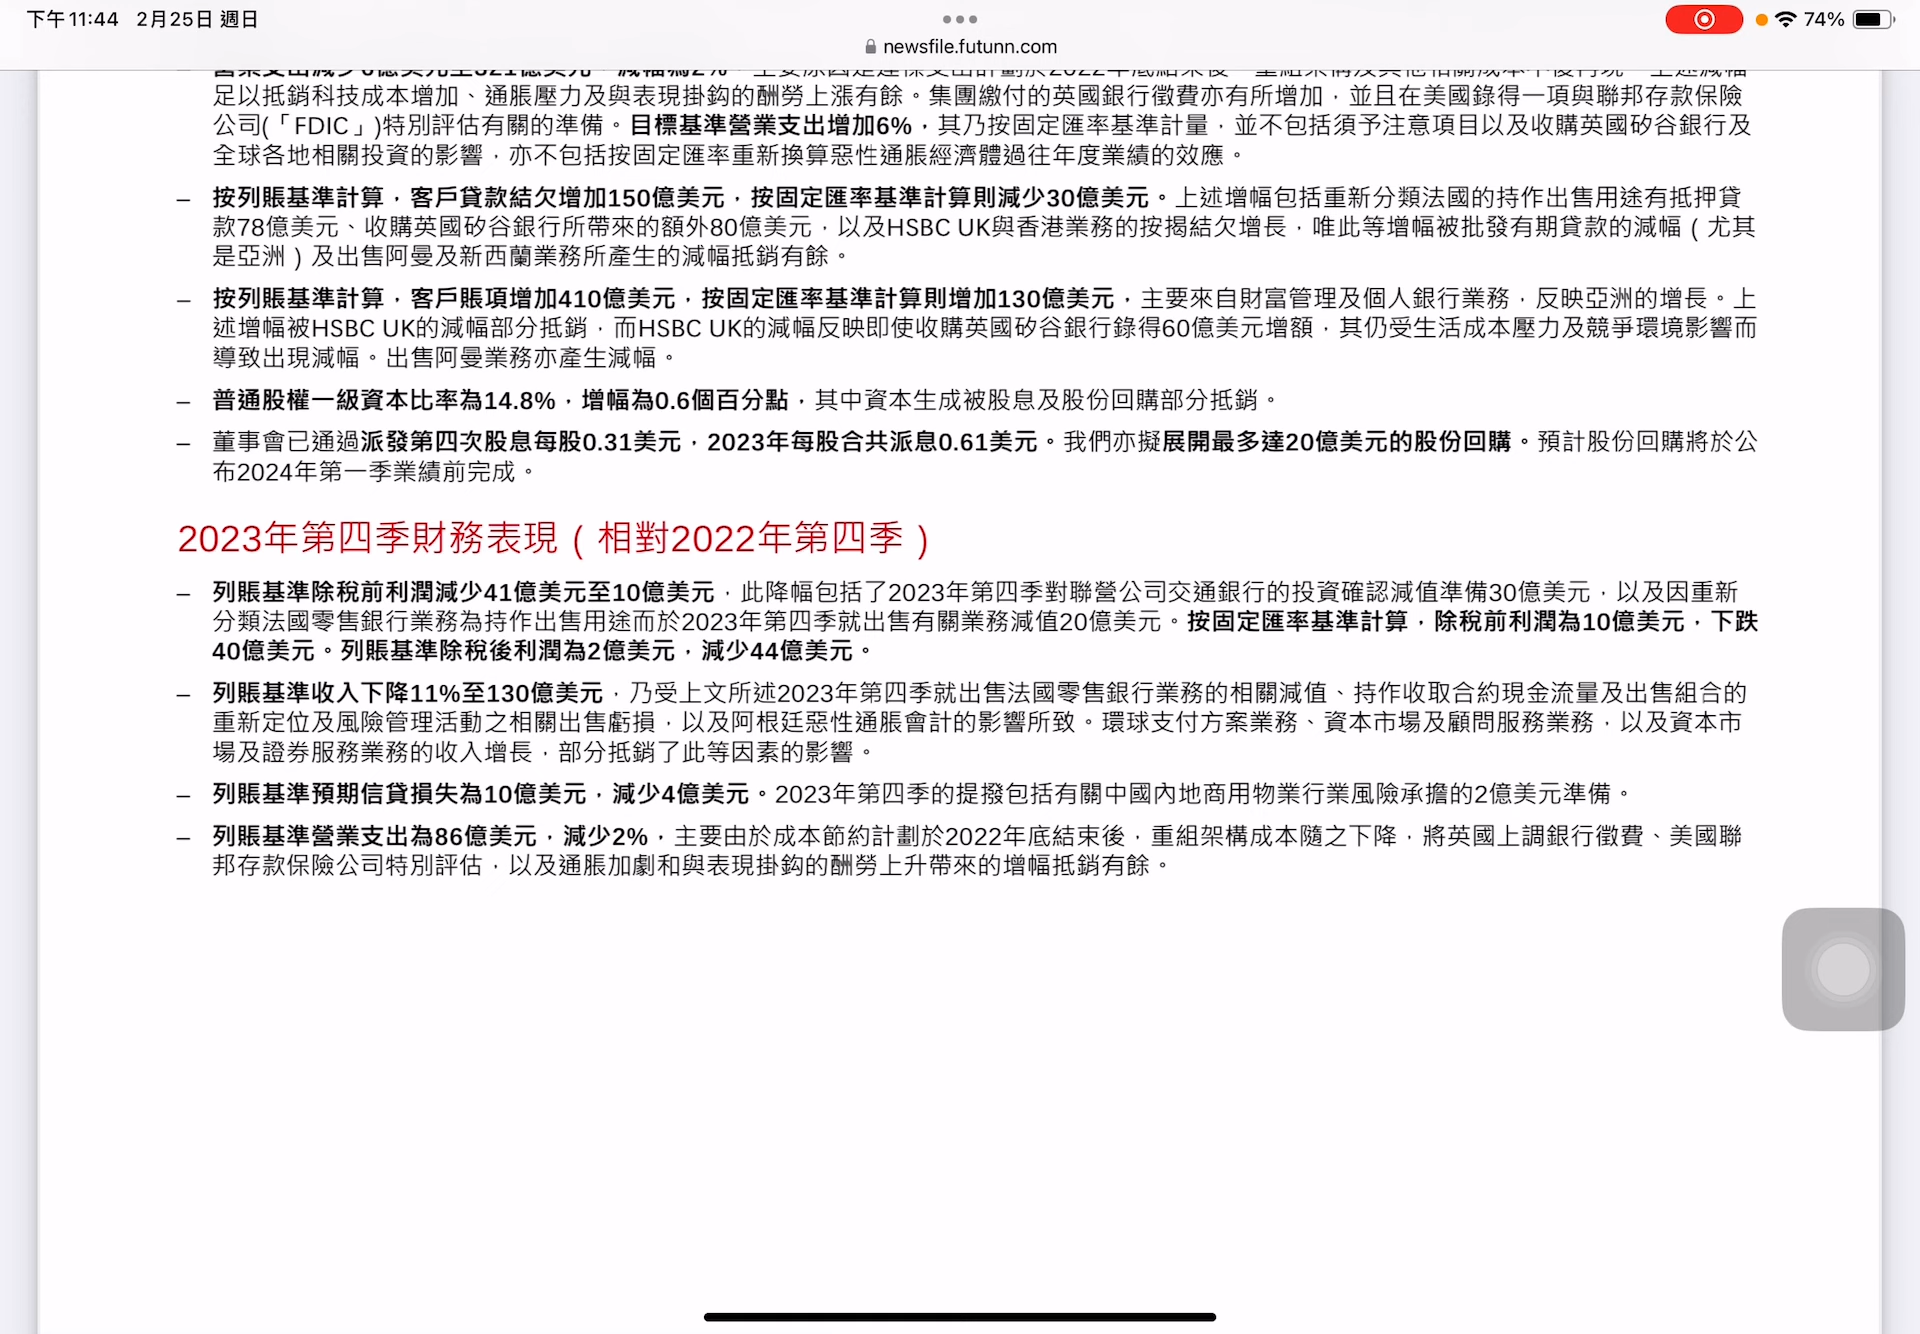 下午11:44 2月25日 週日
74%
newsfile.futunn.com
足以抵銷科技成本增加、通脹壓力及與表現掛鈎的酬勞上漲有餘。集團繳付的英國銀行徵費亦有所增加，並且在美國錄得一項與聯邦存款保險
公司(「FDIC」)特別評估有關的準備。目標基準營業支出增加6%，其乃按固定匯率基準計量，並不包括須予注意項目以及收購英國矽谷銀行及
全球各地相關投資的影響，亦不包括按固定匯率重新換算惡性通脹經濟體過往年度業績的效應。
– 按列賬基準計算，客戶貸款結欠增加150億美元，按固定匯率基準計算則減少30億美元。上述增幅包括重新分類法國的持作出售用途有抵押貸
款78億美元、收購英國矽谷銀行所帶來的額外80億美元，以及HSBC UK與香港業務的按揭結欠增長，唯此等增幅被批發有期貸款的減幅（尤其
是亞洲）及出售阿曼及新西蘭業務所產生的減幅抵銷有餘。
– 按列賬基準計算，客戶賬項增加410億美元，按固定匯率基準計算則增加130億美元，主要來自財富管理及個人銀行業務，反映亞洲的增長。上
述增幅被HSBC UK的減幅部分抵銷，而HSBC UK的減幅反映即使收購英國矽谷銀行錄得60億美元增額，其仍受生活成本壓力及競爭環境影響而
導致出現減幅。出售阿曼業務亦產生減幅。
– 普通股權一級資本比率為14.8%，增幅為0.6個百分點，其中資本生成被股息及股份回購部分抵銷。
– 董事會已通過派發第四次股息每股0.31美元，2023年每股合共派息0.61美元。我們亦擬展開最多達20億美元的股份回購。預計股份回購將於公
布2024年第一季業績前完成。
2023年第四季財務表現（相對2022年第四季）
– 列賬基準除稅前利潤減少41億美元至10億美元，此降幅包括了2023年第四季對聯營公司交通銀行的投資確認減值準備30億美元，以及因重新
分類法國零售銀行業務為持作出售用途而於2023年第四季就出售有關業務減值20億美元。按固定匯率基準計算，除稅前利潤為10億美元，下跌
40億美元。列賬基準除稅後利潤為2億美元，減少44億美元。
– 列賬基準收入下降11%至130億美元，乃受上文所述2023年第四季就出售法國零售銀行業務的相關減值、持作收取合約現金流量及出售組合的
重新定位及風險管理活動之相關出售虧損，以及阿根廷惡性通脹會計的影響所致。環球支付方案業務、資本市場及顧問服務業務，以及資本市
場及證券服務業務的收入增長，部分抵銷了此等因素的影響。
– 列賬基準預期信貸損失為10億美元，減少4億美元。2023年第四季的提撥包括有關中國內地商用物業行業風險承擔的2億美元準備。
– 列賬基準營業支出為86億美元，減少2%，主要由於成本節約計劃於2022年底結束後，重組架構成本隨之下降，將英國上調銀行徵費、美國聯
邦存款保險公司特別評估，以及通脹加劇和與表現掛鈎的酬勞上升帶來的增幅抵銷有餘。